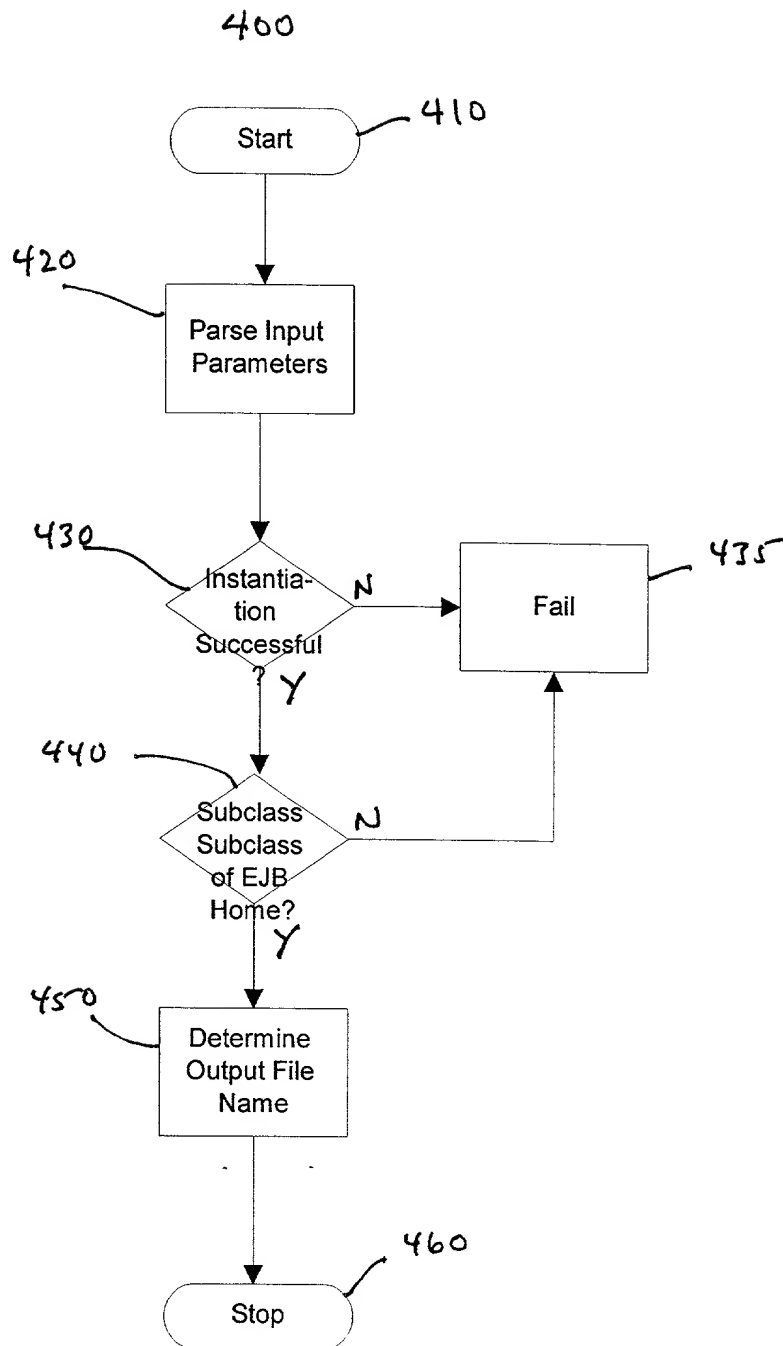 400
Start
410
420
Parse Input
Parameters
430
Instantia-
tion
Successful
?
N
Y
Fail
435
440
Subclass
Subclass
of EJB
Home?
N
Y
450
Determine
Output File
Name
460
Stop